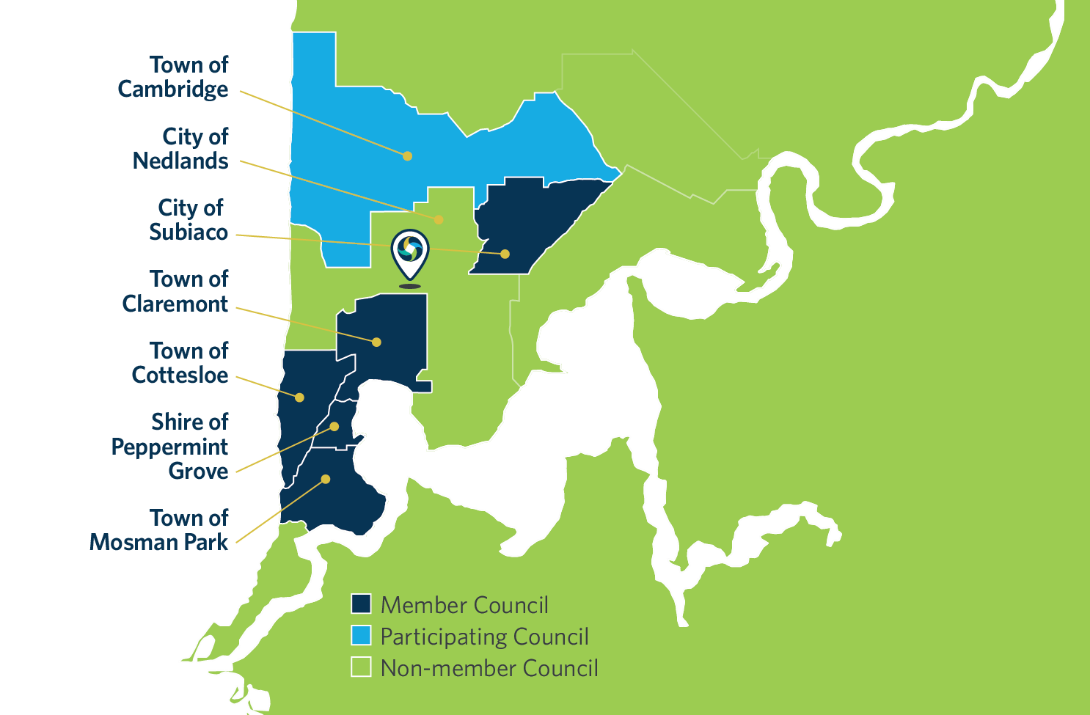 Town of
Cambridge
City of
Nedlands
City of
Subiaco
Town of
Claremont
Town of
Cottesloe
Shire of
Peppermint
Grove
Town of
Mosman Park
Member Council
Participating Council
Non-member Council